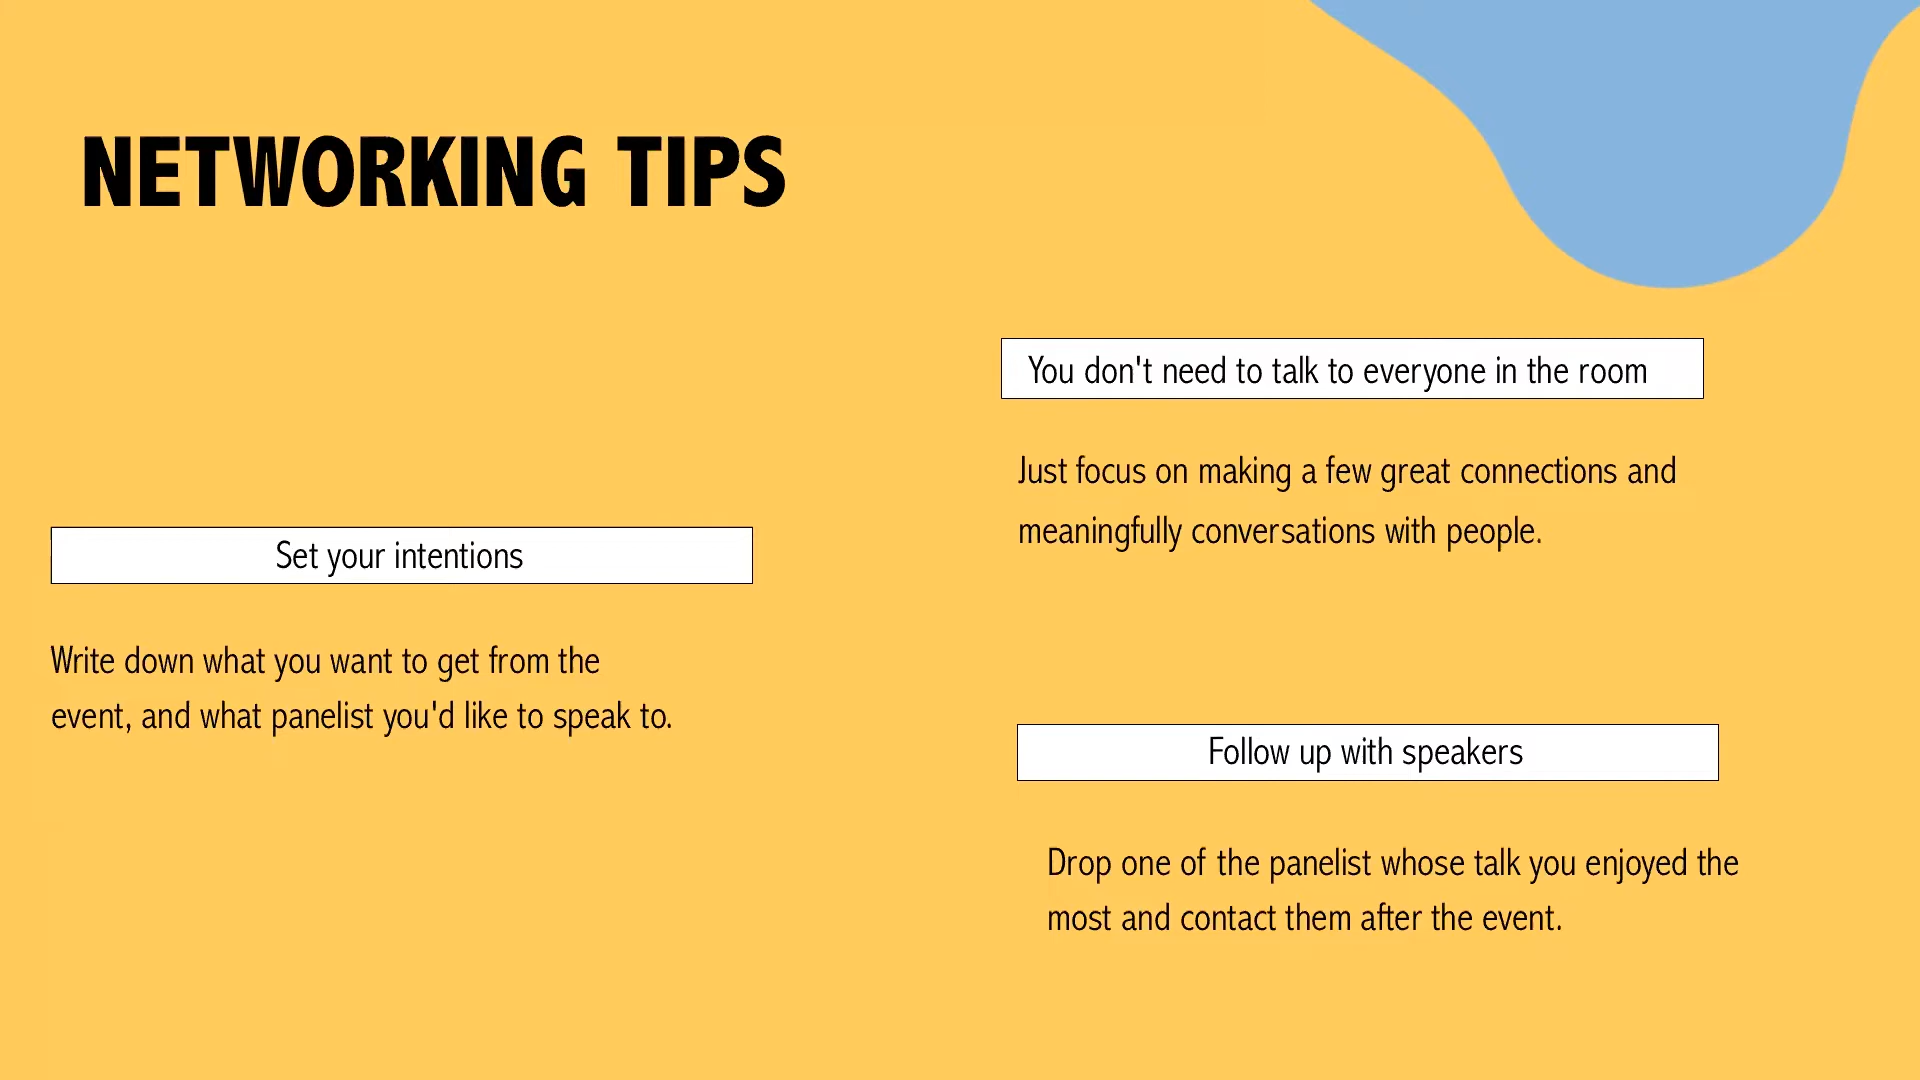 NETWORKING TIPS
Set your intentions
Write down what you want to get from the
event, and what panelist you'd like to speak to.
You don't need to talk to everyone in the room
Just focus on making a few great connections and
meaningfully conversations with people.
Follow up with speakers
Drop one of the panelist whose talk you enjoyed the
most and contact them after the event.